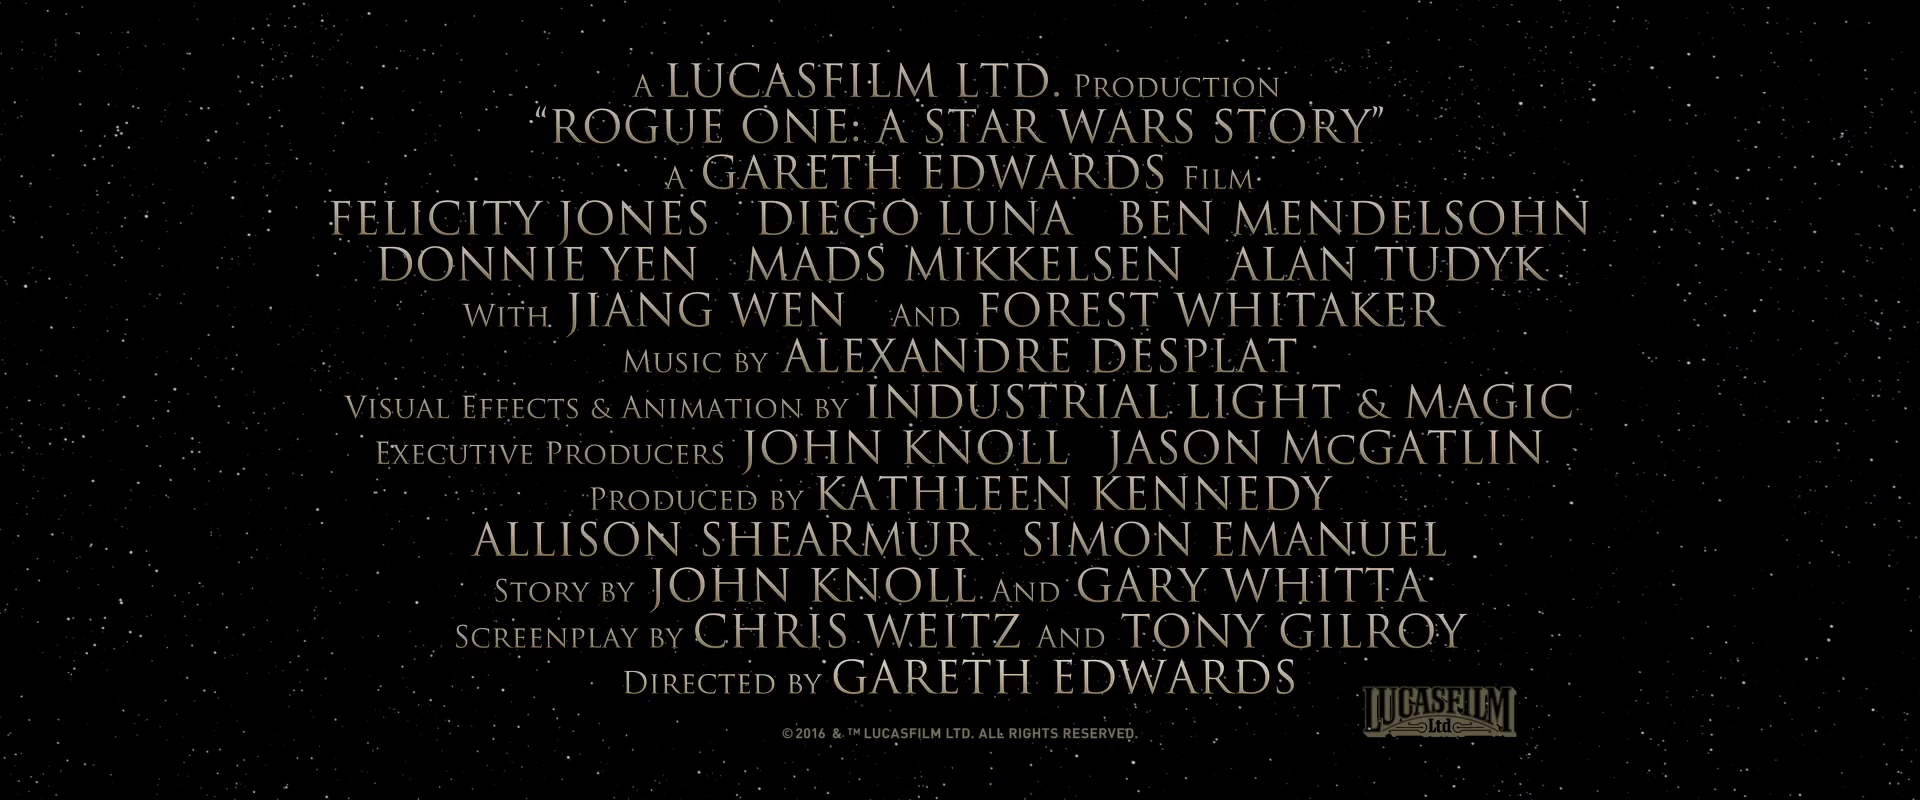 A LUCASFILM LTD. PRODUCTION
“ROGUE ONE: A STAR WARS STORY”
A GARETH EDWARDS FILM
FELICITY JONES DIEGO LUNA BEN MENDELSOHN
DONNIE YEN MADS MIKKELSEN ALAN TUDYK
WITH JIANG WEN AND FOREST WHITAKER
MUSIC BY ALEXANDRE DESPLAT
VISUAL EFFECTS & ANIMATION BY INDUSTRIAL LIGHT & MAGIC
EXECUTIVE PRODUCERS JOHN KNOLL JASON McGATLIN
PRODUCED BY KATHLEEN KENNEDY
ALLISON SHEARMUR SIMON EMANUEL
STORY BY JOHN KNOLL AND GARY WHITTA
SCREENPLAY BY CHRIS WEITZ AND TONY GILROY
DIRECTED BY GARETH EDWARDS
LUCASFILM
Ltd
©2016 & ™ LUCASFILM LTD. ALL RIGHTS RESERVED.